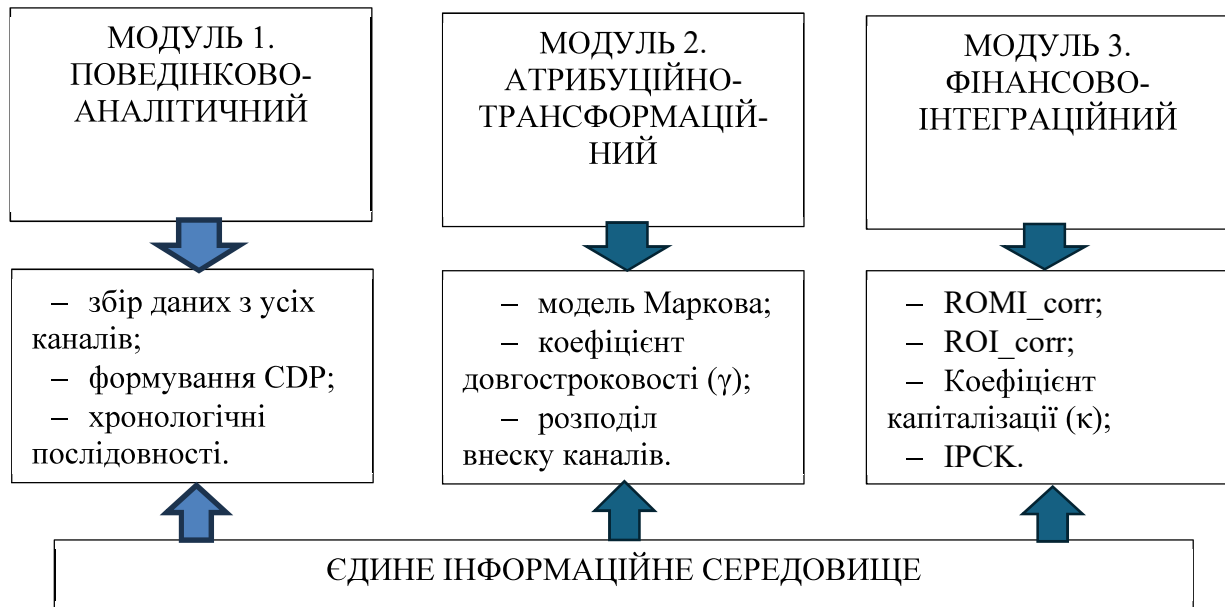 МОДУЛЬ 1.
ПОВЕДІНКОВО-
АНАЛІТИЧНИЙ
МОДУЛЬ 2.
АТРИБУЦІЙНО-
ТРАНСФОРМАЦІЙ-
НИЙ
МОДУЛЬ 3.
ФІНАНСОВО-
ІНТЕГРАЦІЙНИЙ
– збір даних з усіх
каналів;
– формування CDP;
– хронологічні
послідовності.
– модель Маркова;
– коефіцієнт
довгостроковості (γ);
– розподіл
внеску каналів.
– ROMI_corr;
– ROI_corr;
– Коефіцієнт
капіталізації (κ);
– ІРСК.
ЄДИНЕ ІНФОРМАЦІЙНЕ СЕРЕДОВИЩЕ